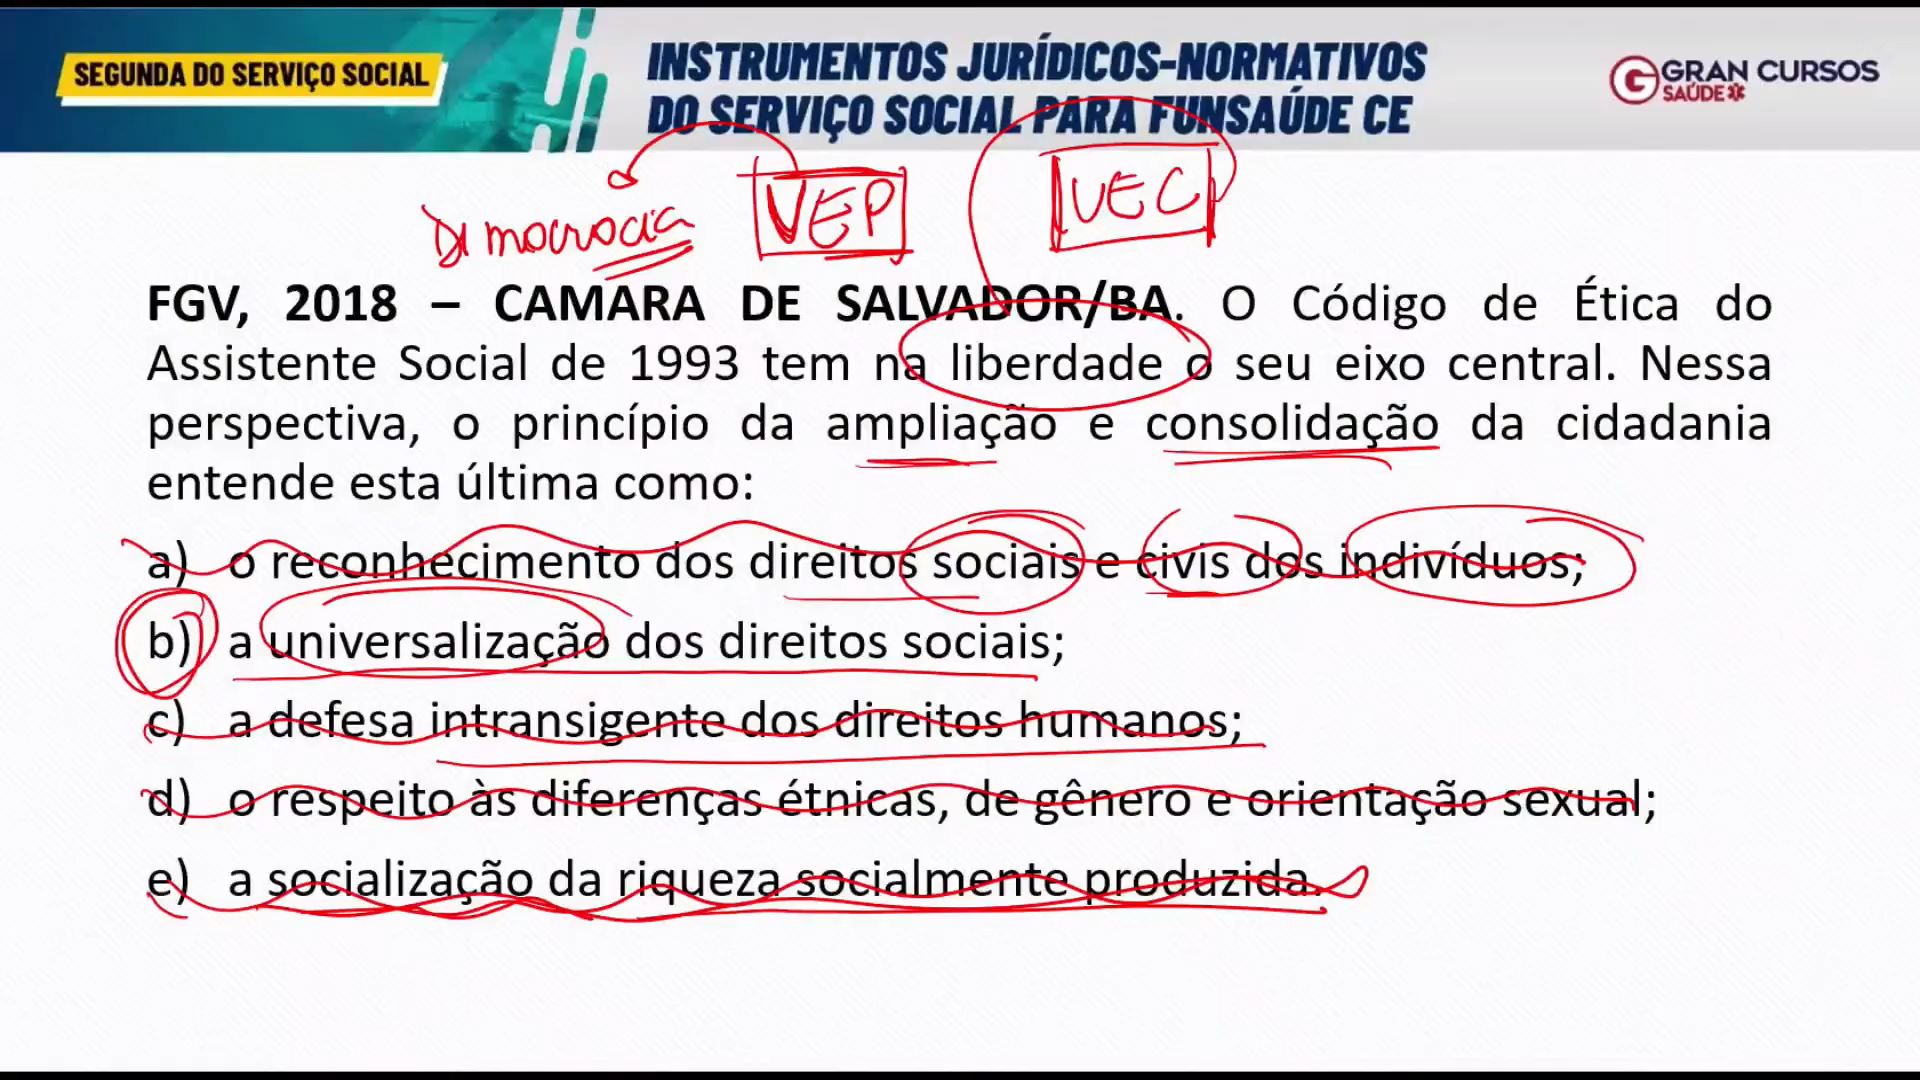 SEGUNDA DO SERVIÇO SOCIAL
INSTRUMENTOS JURÍDICOS-NORMATIVOS
DO SERVIÇO SOCIAL PARA FUNSAÚDE CE
GRAN CURSOS
SAÚDE
VEP
VEC
FGV, 2018 – CAMARA DE SALVADOR/BA. O Código de Ética do
Assistente Social de 1993 tem na liberdade o seu eixo central. Nessa
perspectiva, o princípio da ampliação e consolidação da cidadania
entende esta última como:
a) o reconhecimento dos direitos sociais e civis dos indivíduos;
b) a universalização dos direitos sociais;
c) a defesa intransigente dos direitos humanos;
d) o respeito às diferenças étnicas, de gênero e orientação sexual;
e) a socialização da riqueza socialmente produzida.